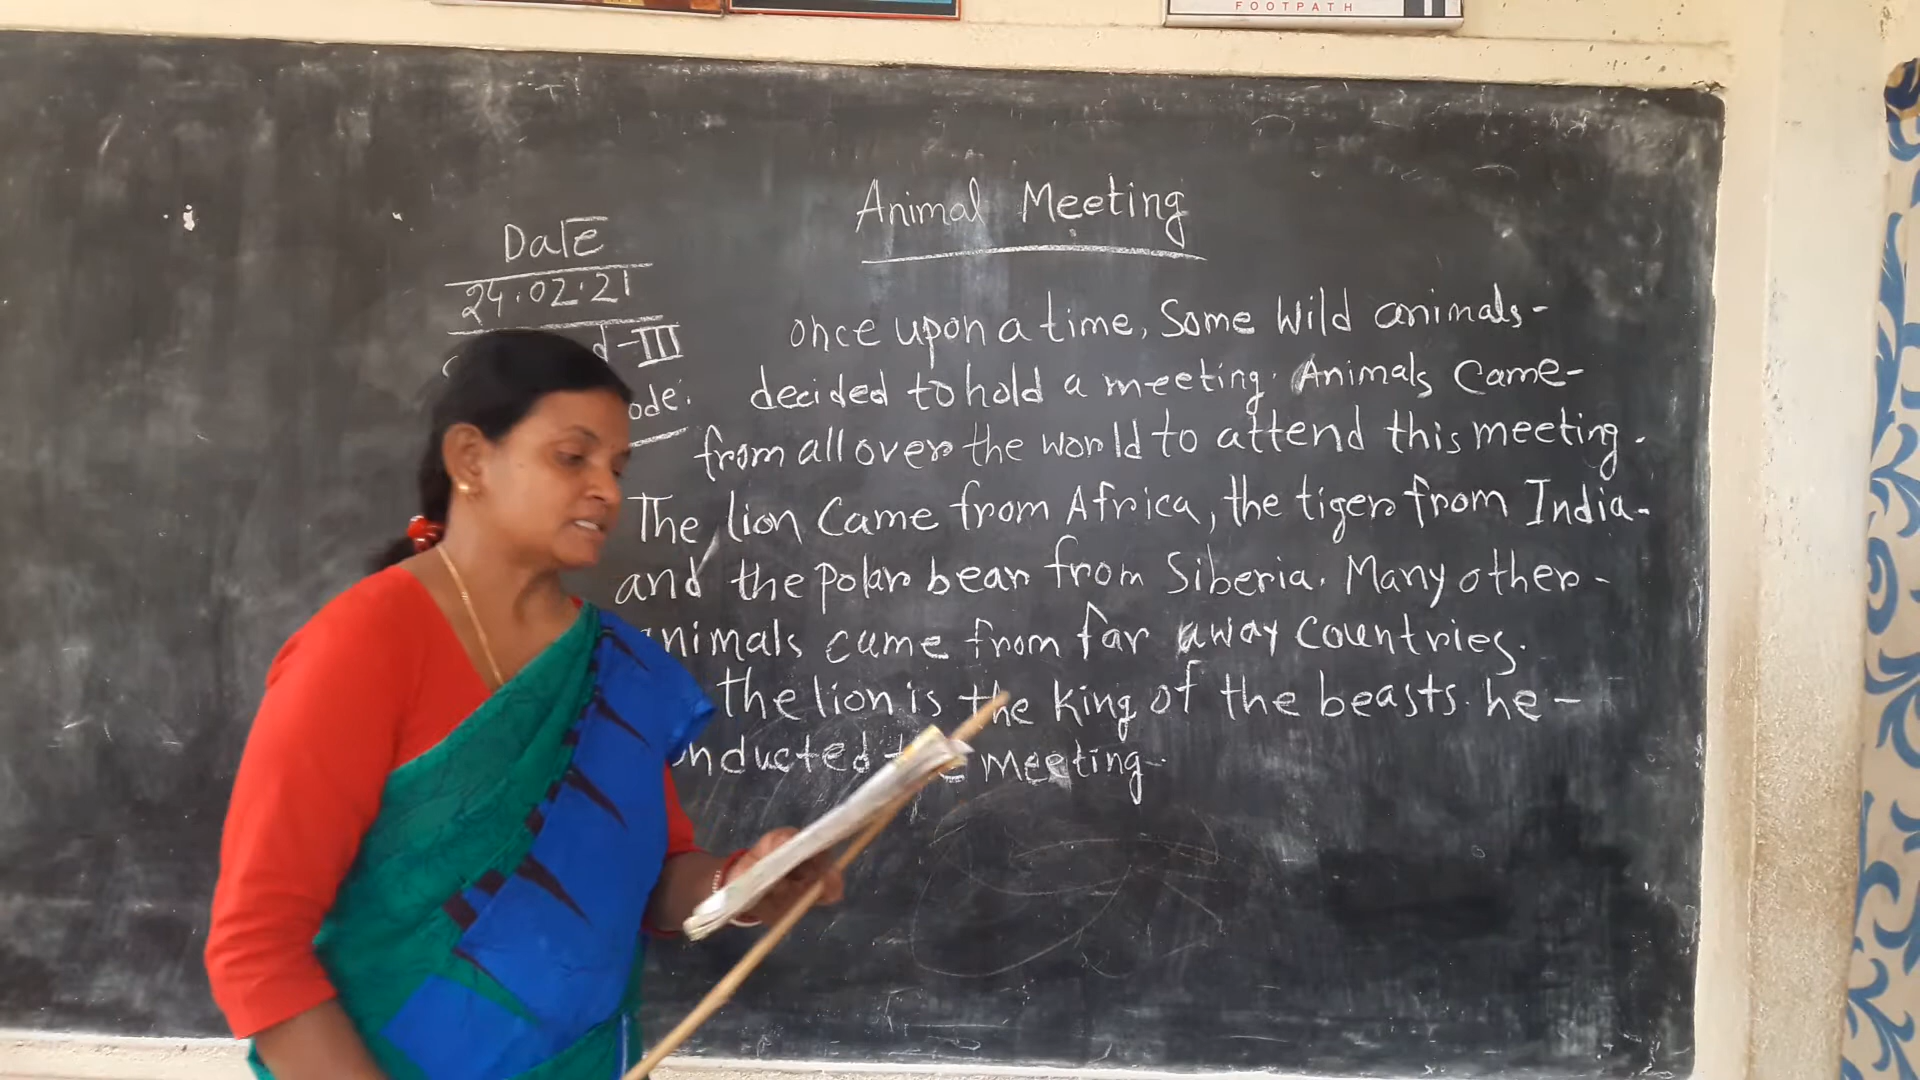 FOOTPATH
Animal Meeting
Date
24.02.21
III
once upon a time, Some Wild animals-
decided to hold a meeting. Animals Came-
from all over the world to attend this meeting.
The lion Came from Africa, the tiger from India-
and the polar bear from Siberia. Many other-
came from far away Countries.
the lion is the king of the beasts. he-
meeting-